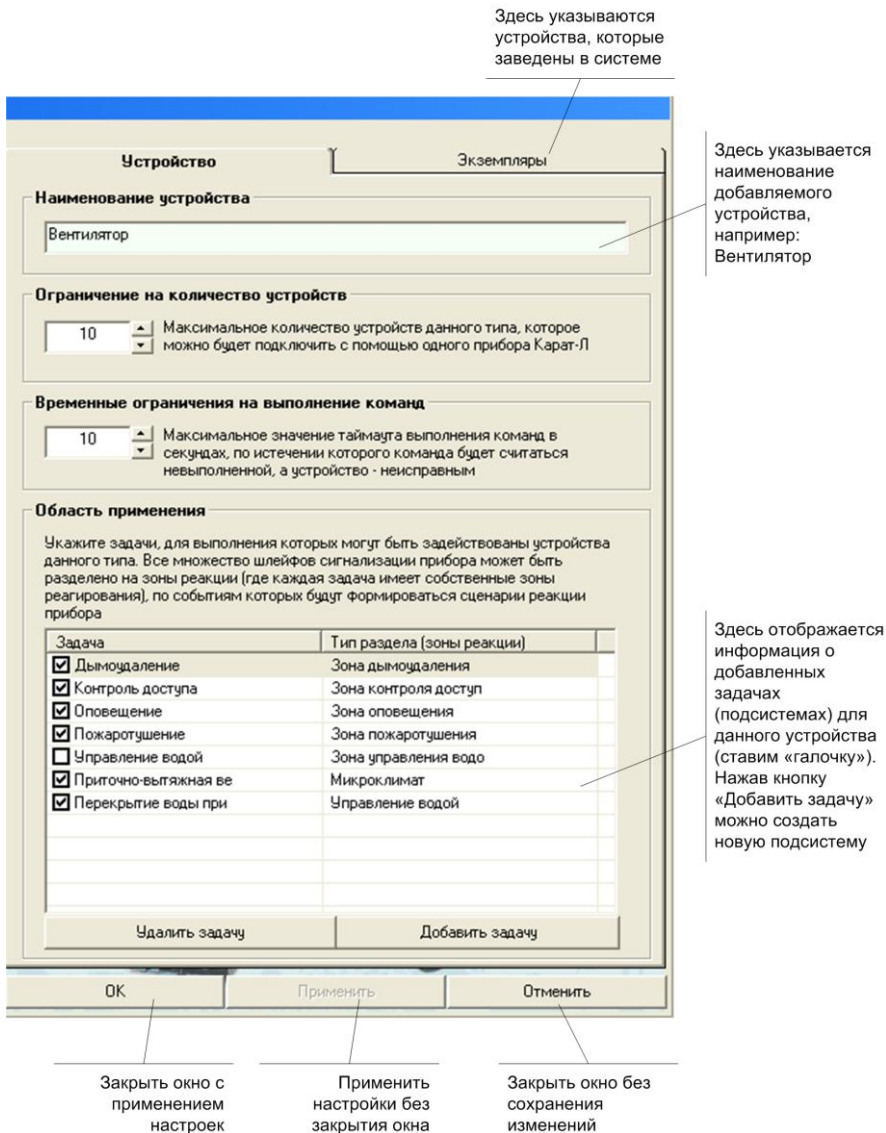 Здесь указываются
устройства, которые
заведены в системе
Устройство
Экземпляры
Здесь указывается
наименование
добавляемого
устройства,
например:
Вентилятор
Наименование устройства
Вентилятор
Ограничение на количество устройств
10
Максимальное количество устройств данного типа, которое
можно будет подключить с помощью одного прибора Карат-Л
Временные ограничения на выполнение команд
10
Максимальное значение таймаута выполнения команд в
секундах, по истечении которого команда будет считаться
невыполненной, а устройство - неисправным
Область применения
Укажите задачи, для выполнения которых могут быть задействованы устройства
данного типа. Все множество шлейфов сигнализации прибора может быть
разделено на зоны реакции (где каждая задача имеет собственные зоны
реагирования), по событиям которых будут формироваться сценарии реакции
прибора
Задача Тип раздела (зоны реакции)
Дымоудаление Зона дымоудаления
Контроль доступа Зона контроля доступ
Оповещение Зона оповещения
Пожаротушение Зона пожаротушения
Управление водой Зона управления водо
Приточно-вытяжная ве Микроклимат
Перекрытие воды при Управление водой
Здесь отображается
информация о
добавленных
задачах
(подсистемах) для
данного устройства
(ставим «галочку»).
Нажав кнопку
«Добавить задачу»
можно создать
новую подсистему
Удалить задачу
Добавить задачу
OK
Применить
Отменить
Закрыть окно с
применением
настроек
Применить
настройки без
закрытия окна
Закрыть окно без
сохранения
изменений